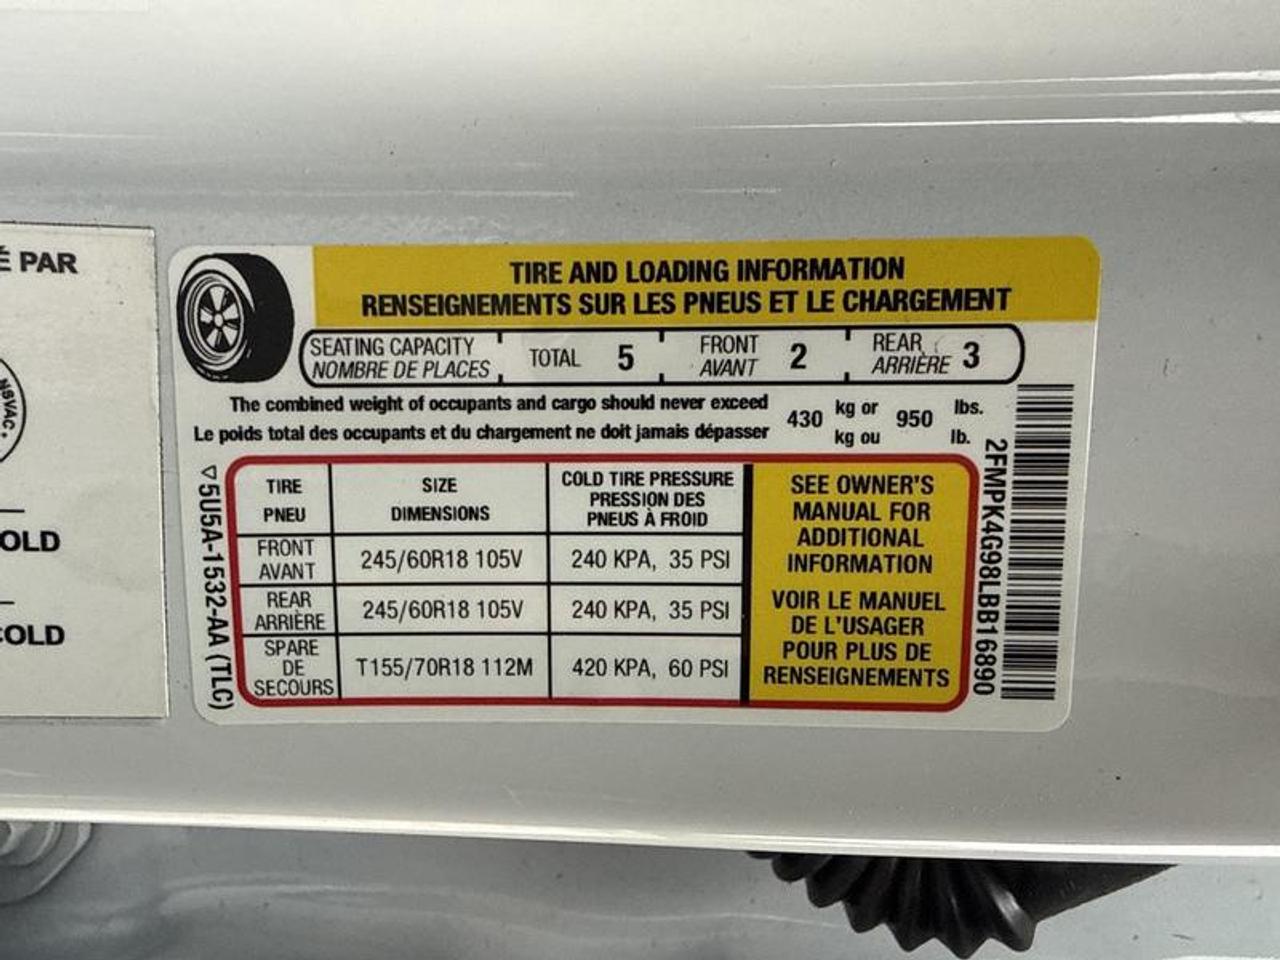 É PAR
NSVAC
OLD
COLD
TIRE AND LOADING INFORMATION
RENSEIGNEMENTS SUR LES PNEUS ET LE CHARGEMENT
SEATING CAPACITY TOTAL 5 FRONT 2 REAR 3
NOMBRE DE PLACES AVANT ARRIÈRE
The combined weight of occupants and cargo should never exceed 430 kg or 950 lbs.
Le poids total des occupants et du chargement ne doit jamais dépasser kg ou lb.
TIRE SIZE COLD TIRE PRESSURE
PNEU DIMENSIONS PRESSION DES
PNEUS À FROID
FRONT
AVANT 245/60R18 105V 240 KPA, 35 PSI
REAR
ARRIÈRE 245/60R18 105V 240 KPA, 35 PSI
SPARE
DE T155/70R18 112M 420 KPA, 60 PSI
SECOURS
SEE OWNER'S
MANUAL FOR
ADDITIONAL
INFORMATION
VOIR LE MANUEL
DE L'USAGER
POUR PLUS DE
RENSEIGNEMENTS
5U5A-1532-AA (TLC)
2FMPK4G98LBB16890